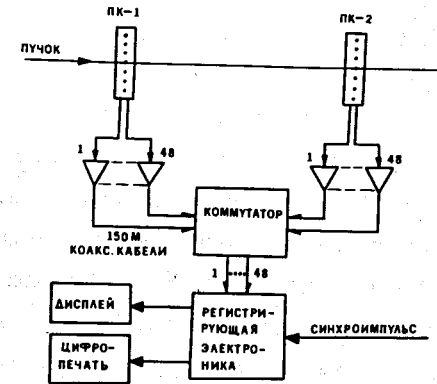 ПК-1
ПК-2
ПУЧОК
1
48
1
48
КОММУТАТОР
150М
КОАКС. КАБЕЛИ
1
48
ДИСПЛЕЙ
РЕГИСТРИ-
РУЮЩАЯ
ЭЛЕКТРО-
НИКА
СИНХРОИМПУЛЬС
ЦИФРО-
ПЕЧАТЬ